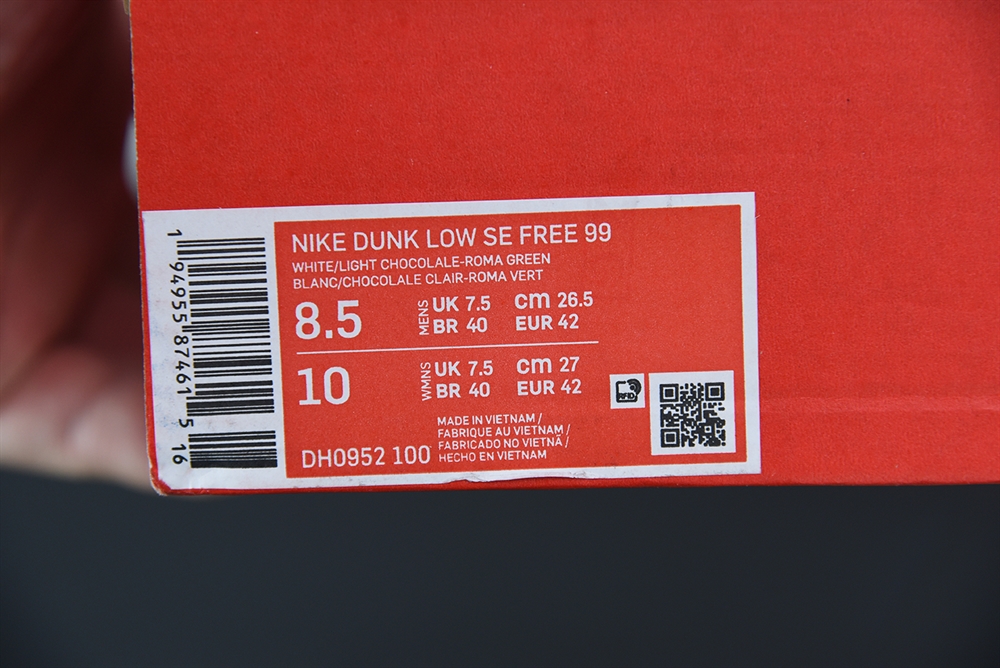 NIKE DUNK LOW SE FREE 99
WHITE/LIGHT CHOCOLALE-ROMA GREEN
BLANC/CHOCOLALE CLAIR-ROMA VERT
8.5 MENS UK 7.5 cm 26.5
BR 40 EUR 42
10 WMNS UK 7.5 cm 27
BR 40 EUR 42
RFID
MADE IN VIETNAM /
FABRIQUE AU VIETNAM /
FABRICADO NO VIETNÃ /
HECHO EN VIETNAM
DH0952 100
1 94955 87461 5 16